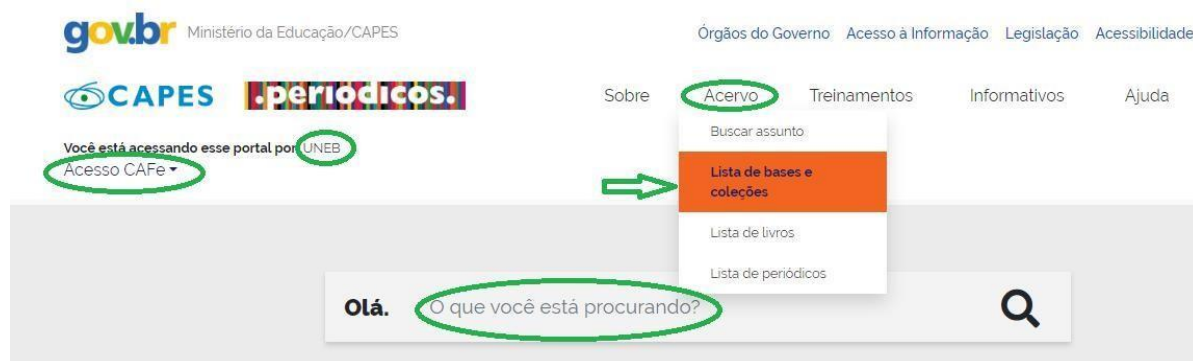 gov.br Ministério da Educação/CAPES
Órgãos do Governo Acesso à Informação Legislação Acessibilidade
CAPES .periódicos.
Sobre Acervo Treinamentos Informativos Ajuda
Buscar assunto
Você está acessando esse portal por: UNEB
Acesso CAFe
Lista de bases e
coleções
Lista de livros
Lista de periódicos
Olá. O que você está procurando?